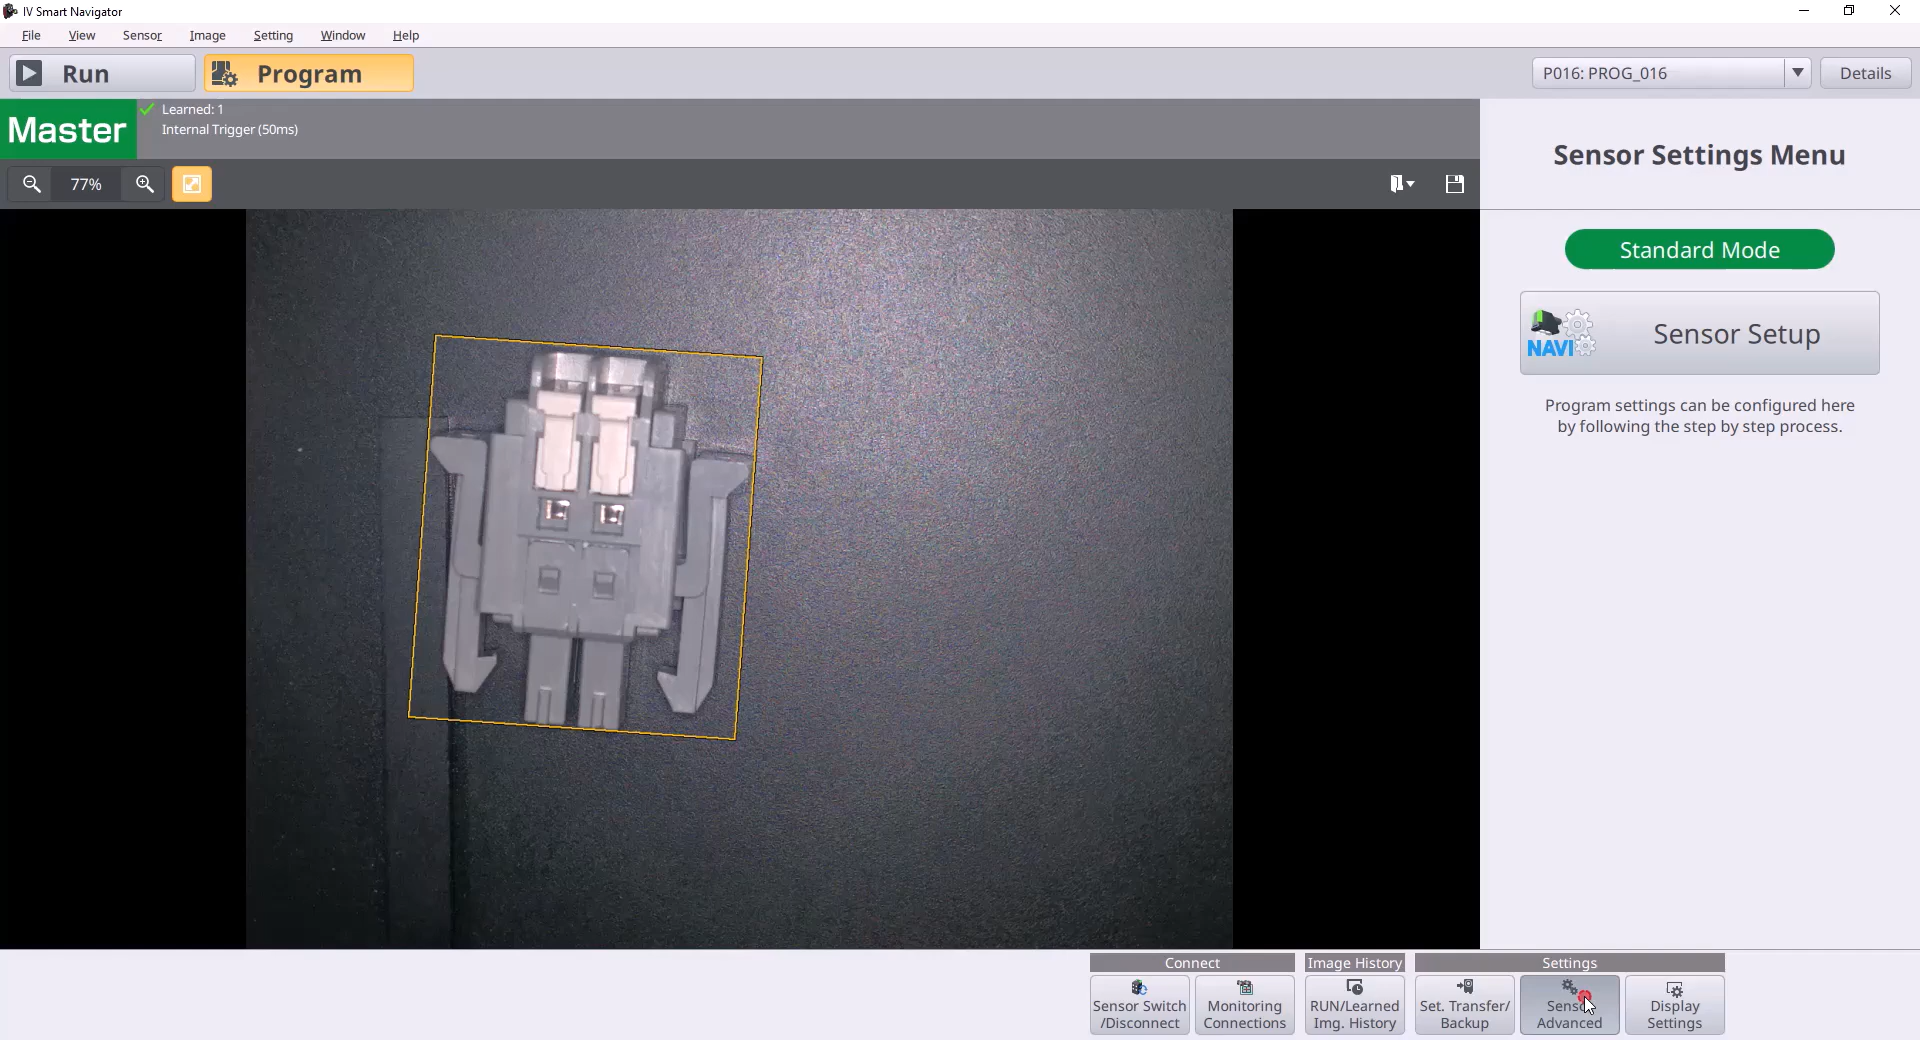 IV Smart Navigator
File View Sensor Image Setting Window Help
Run Program P016: PROG_016 Details
Master
Learned: 1
Internal Trigger (50ms)
77%
Sensor Settings Menu
Standard Mode
NAVI Sensor Setup
Program settings can be configured here
by following the step by step process.
Connect Image History Settings
Sensor Switch
/Disconnect
Monitoring
Connections
RUN/Learned
Img. History
Set. Transfer/
Backup
Advanced
Display
Settings